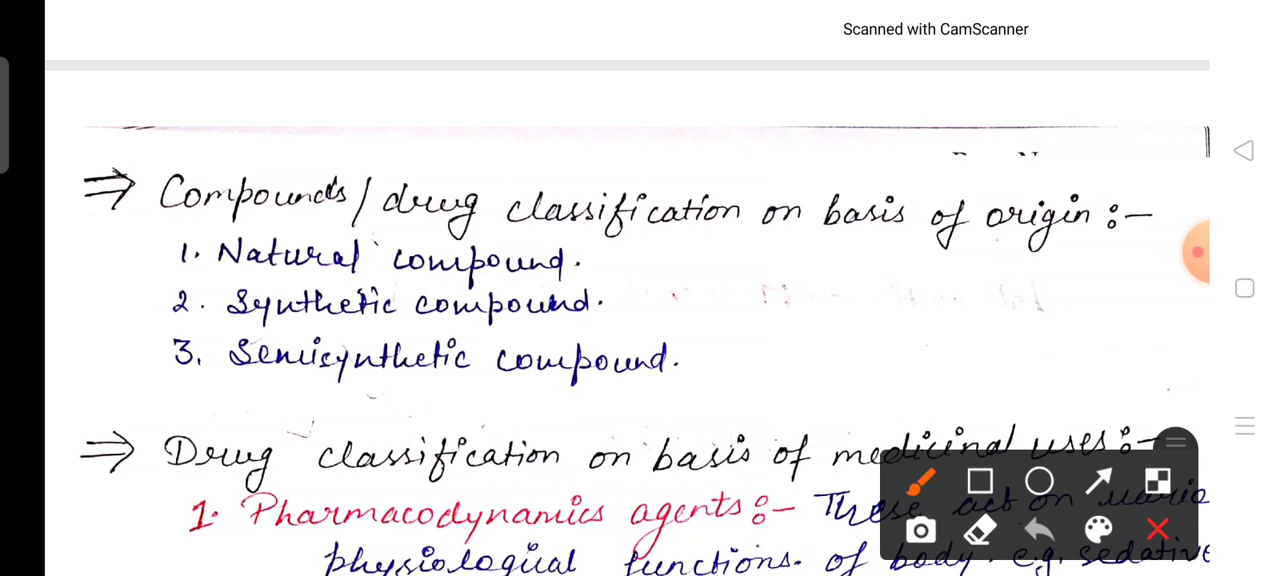 Scanned with CamScanner
⇒ Compounds/drug classification on basis of origin :-
1. Natural compound.
2. Synthetic compound.
3. Semisynthetic compound.
⇒ Drug classification on basis of medicinal uses :-
1. Pharmacodynamics agents :- These act on
physiological functions. of body. e.g. sedative